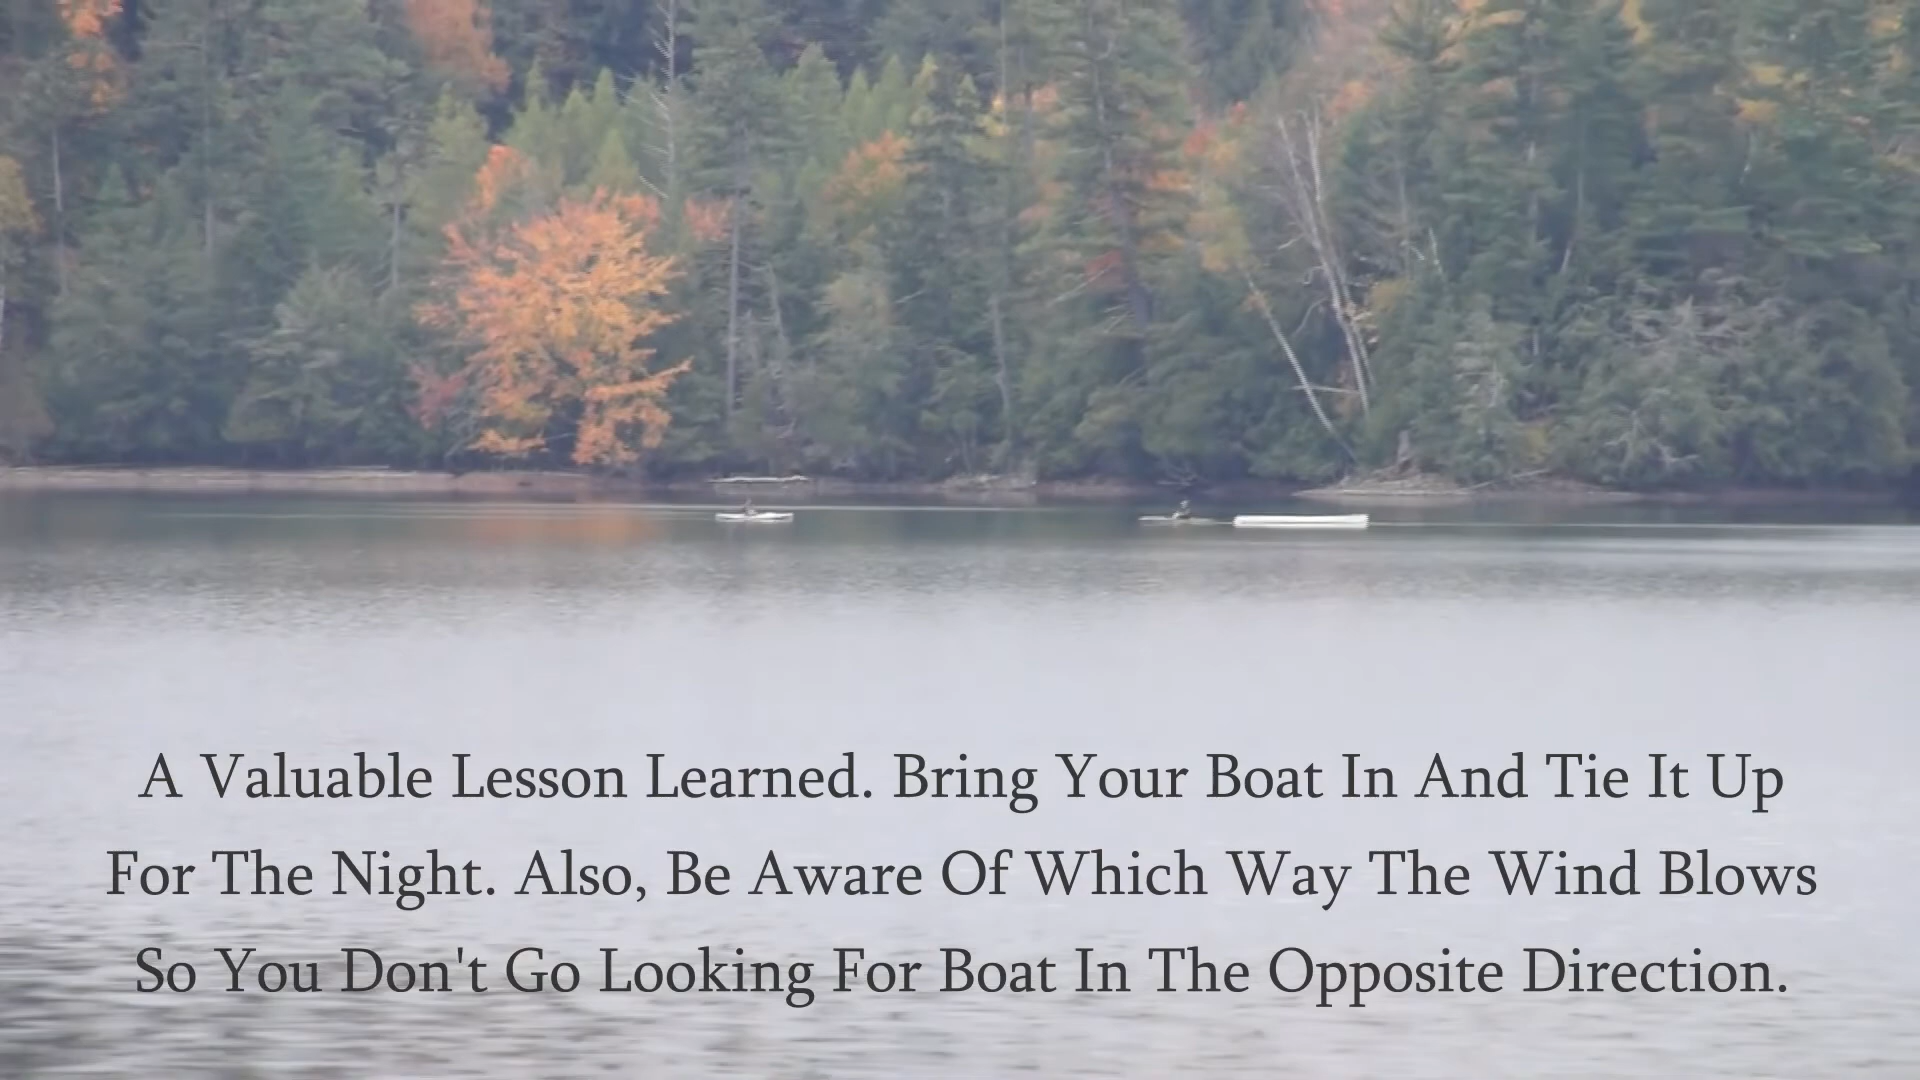 A Valuable Lesson Learned. Bring Your Boat In And Tie It Up
For The Night. Also, Be Aware Of Which Way The Wind Blows
So You Don't Go Looking For Boat In The Opposite Direction.